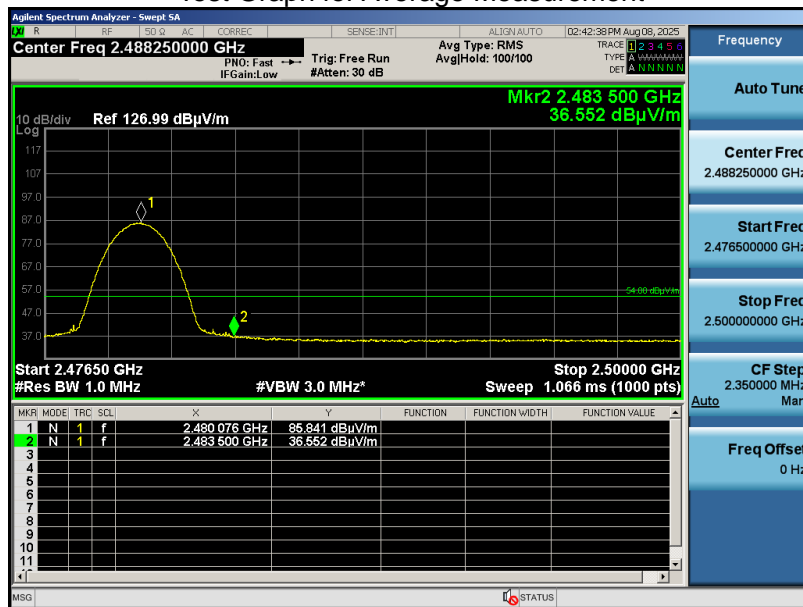 Test Graph for Average Measurement
Agilent Spectrum Analyzer - Swept SA
LXI R RF 50 Ω AC CORREC SENSE:INT ALIGN AUTO 02:42:38 PM Aug 08, 2025
Center Freq 2.488250000 GHz
PNO: Fast
IFGain:Low
Trig: Free Run
#Atten: 30 dB
Avg Type: RMS
Avg|Hold: 100/100
TRACE 1 2 3 4 5 6
TYPE A WWWWW
DET A N N N N N
Mkr2 2.483 500 GHz
36.552 dBµV/m
10 dB/div Ref 126.99 dBµV/m
Log
117
107
97.0
87.0
77.0
67.0
57.0
47.0
37.0
1
2
54.00 dBµV/m
Start 2.47650 GHz Stop 2.50000 GHz
#Res BW 1.0 MHz #VBW 3.0 MHz* Sweep 1.066 ms (1000 pts)
MKR MODE TRC SCL X Y FUNCTION FUNCTION WIDTH FUNCTION VALUE
1 N 1 f 2.480 076 GHz 85.841 dBµV/m
2 N 1 f 2.483 500 GHz 36.552 dBµV/m
3
4
5
6
7
8
9
10
11
MSG STATUS
Frequency
Auto Tune
Center Freq
2.488250000 GHz
Start Freq
2.476500000 GHz
Stop Freq
2.500000000 GHz
CF Step
2.350000 MHz
Auto Man
Freq Offset
0 Hz